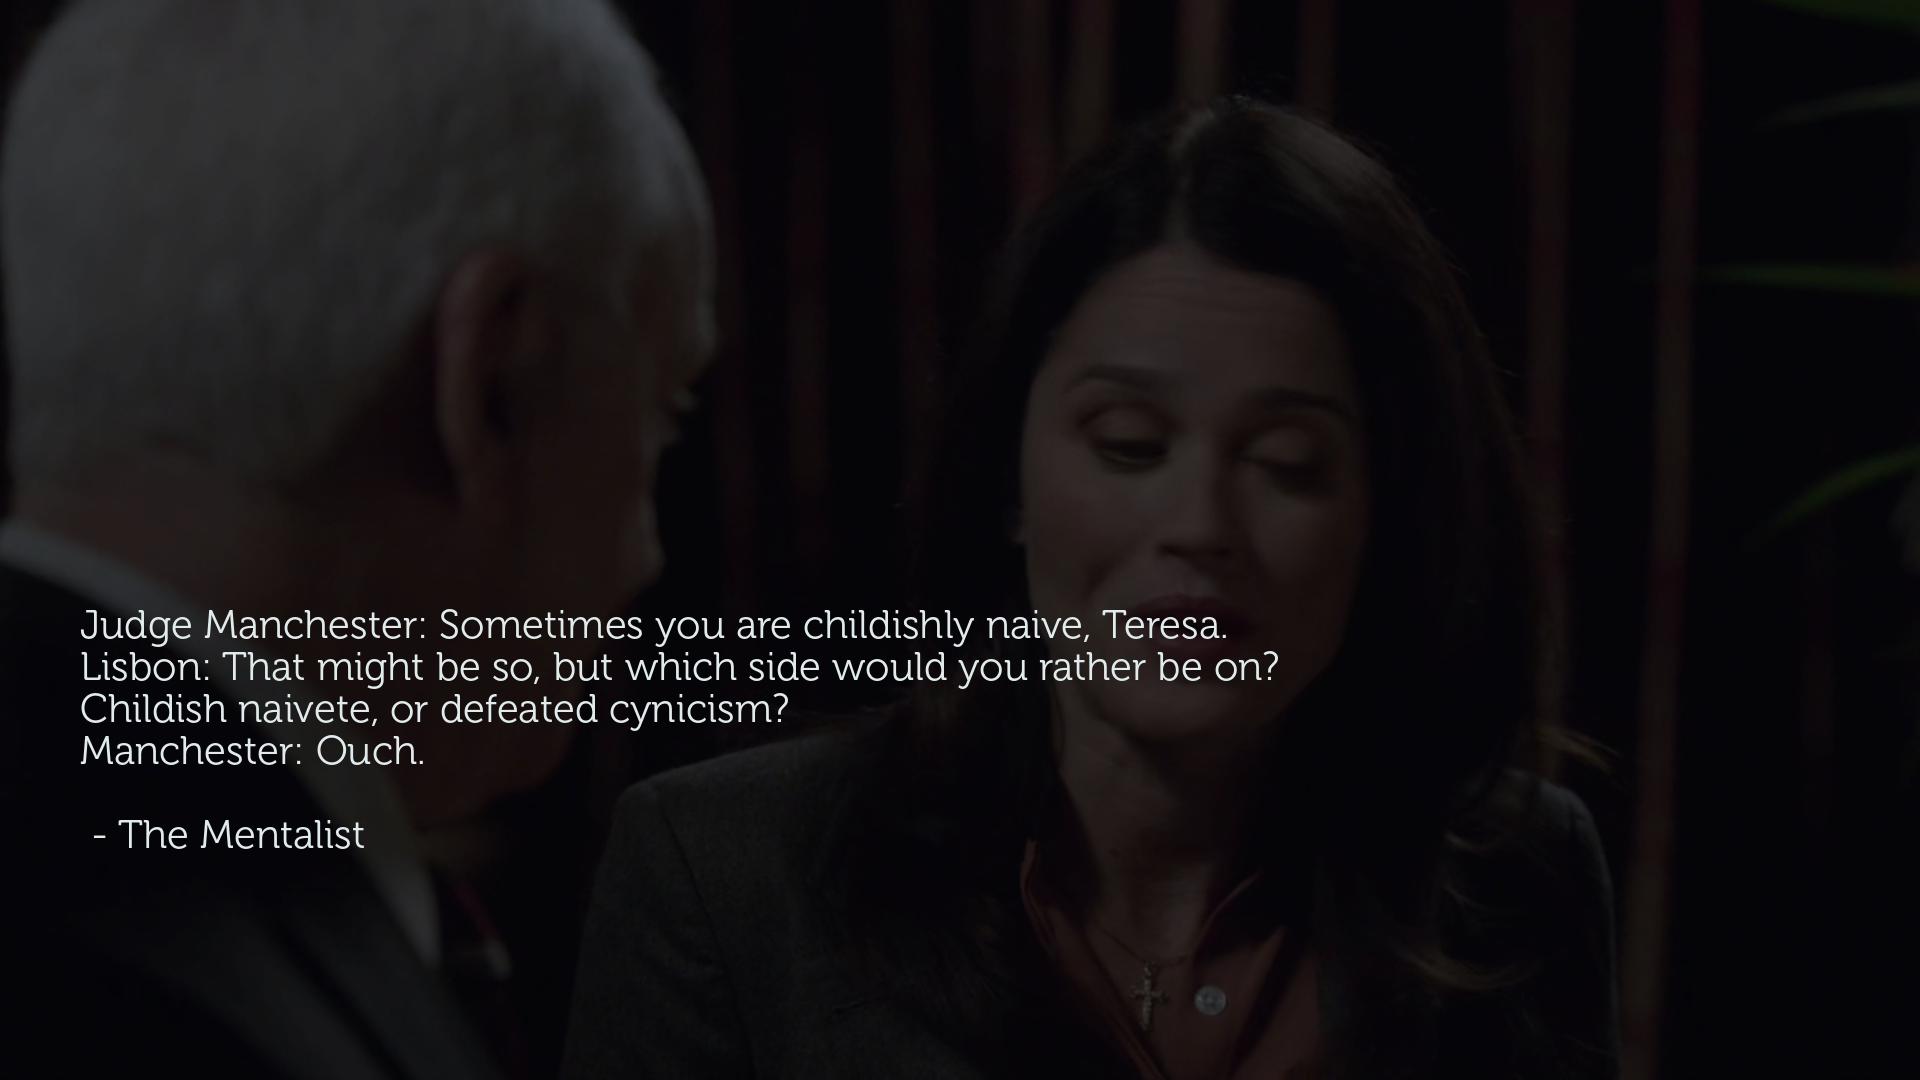 Judge Manchester: Sometimes you are childishly naive, Teresa.
Lisbon: That might be so, but which side would you rather be on?
Childish naivete, or defeated cynicism?
Manchester: Ouch.
- The Mentalist